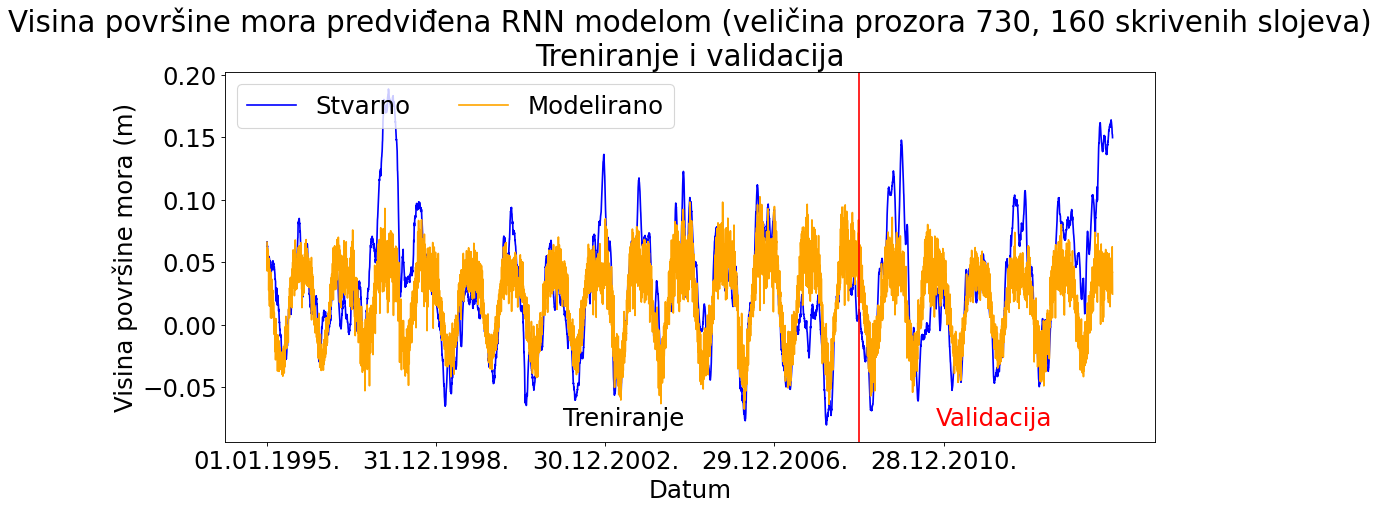 Visina površine mora predviđena RNN modelom (veličina prozora 730, 160 skrivenih slojeva)
Treniranje i validacija
Stvarno Modelirano
Visina površine mora (m)
0.20
0.15
0.10
0.05
0.00
−0.05
Treniranje Validacija
01.01.1995. 31.12.1998. 30.12.2002. 29.12.2006. 28.12.2010.
Datum